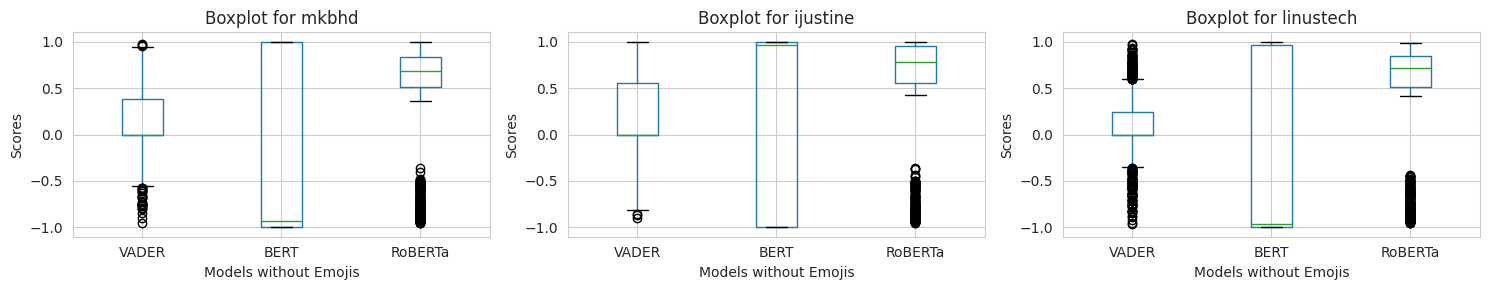 Boxplot for mkbhd
Scores
1.0
0.5
0.0
−0.5
−1.0
VADER
BERT
RoBERTa
Models without Emojis
Boxplot for ijustine
Scores
1.0
0.5
0.0
−0.5
−1.0
VADER
BERT
RoBERTa
Models without Emojis
Boxplot for linustech
Scores
1.0
0.5
0.0
−0.5
−1.0
VADER
BERT
RoBERTa
Models without Emojis